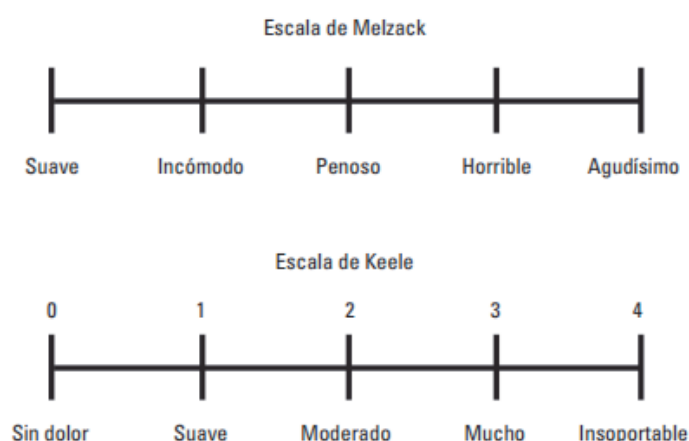 Escala de Melzack
Suave Incómodo Penoso Horrible Agudísimo
Escala de Keele
0 1 2 3 4
Sin dolor Suave Moderado Mucho Insoportable